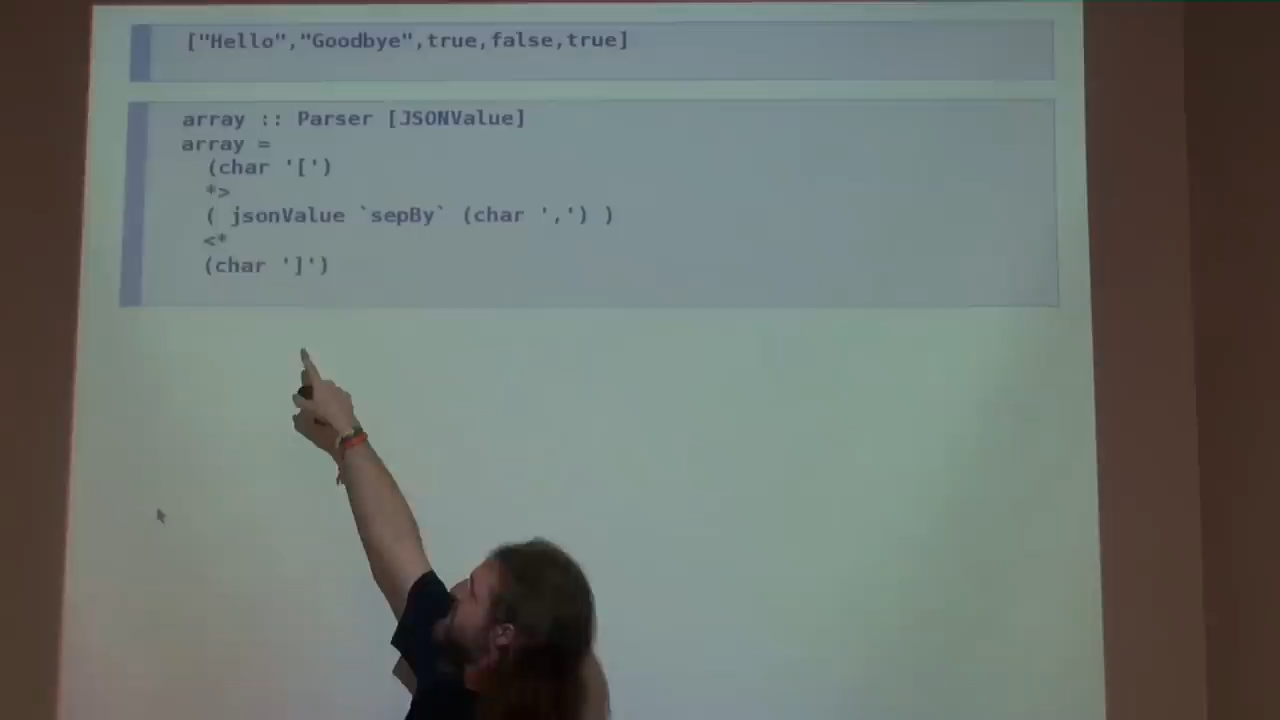 ["Hello","Goodbye",true,false,true]
array :: Parser [JSONValue]
array =
(char '[')
*>
( jsonValue `sepBy` (char ',') )
<*
(char ']')